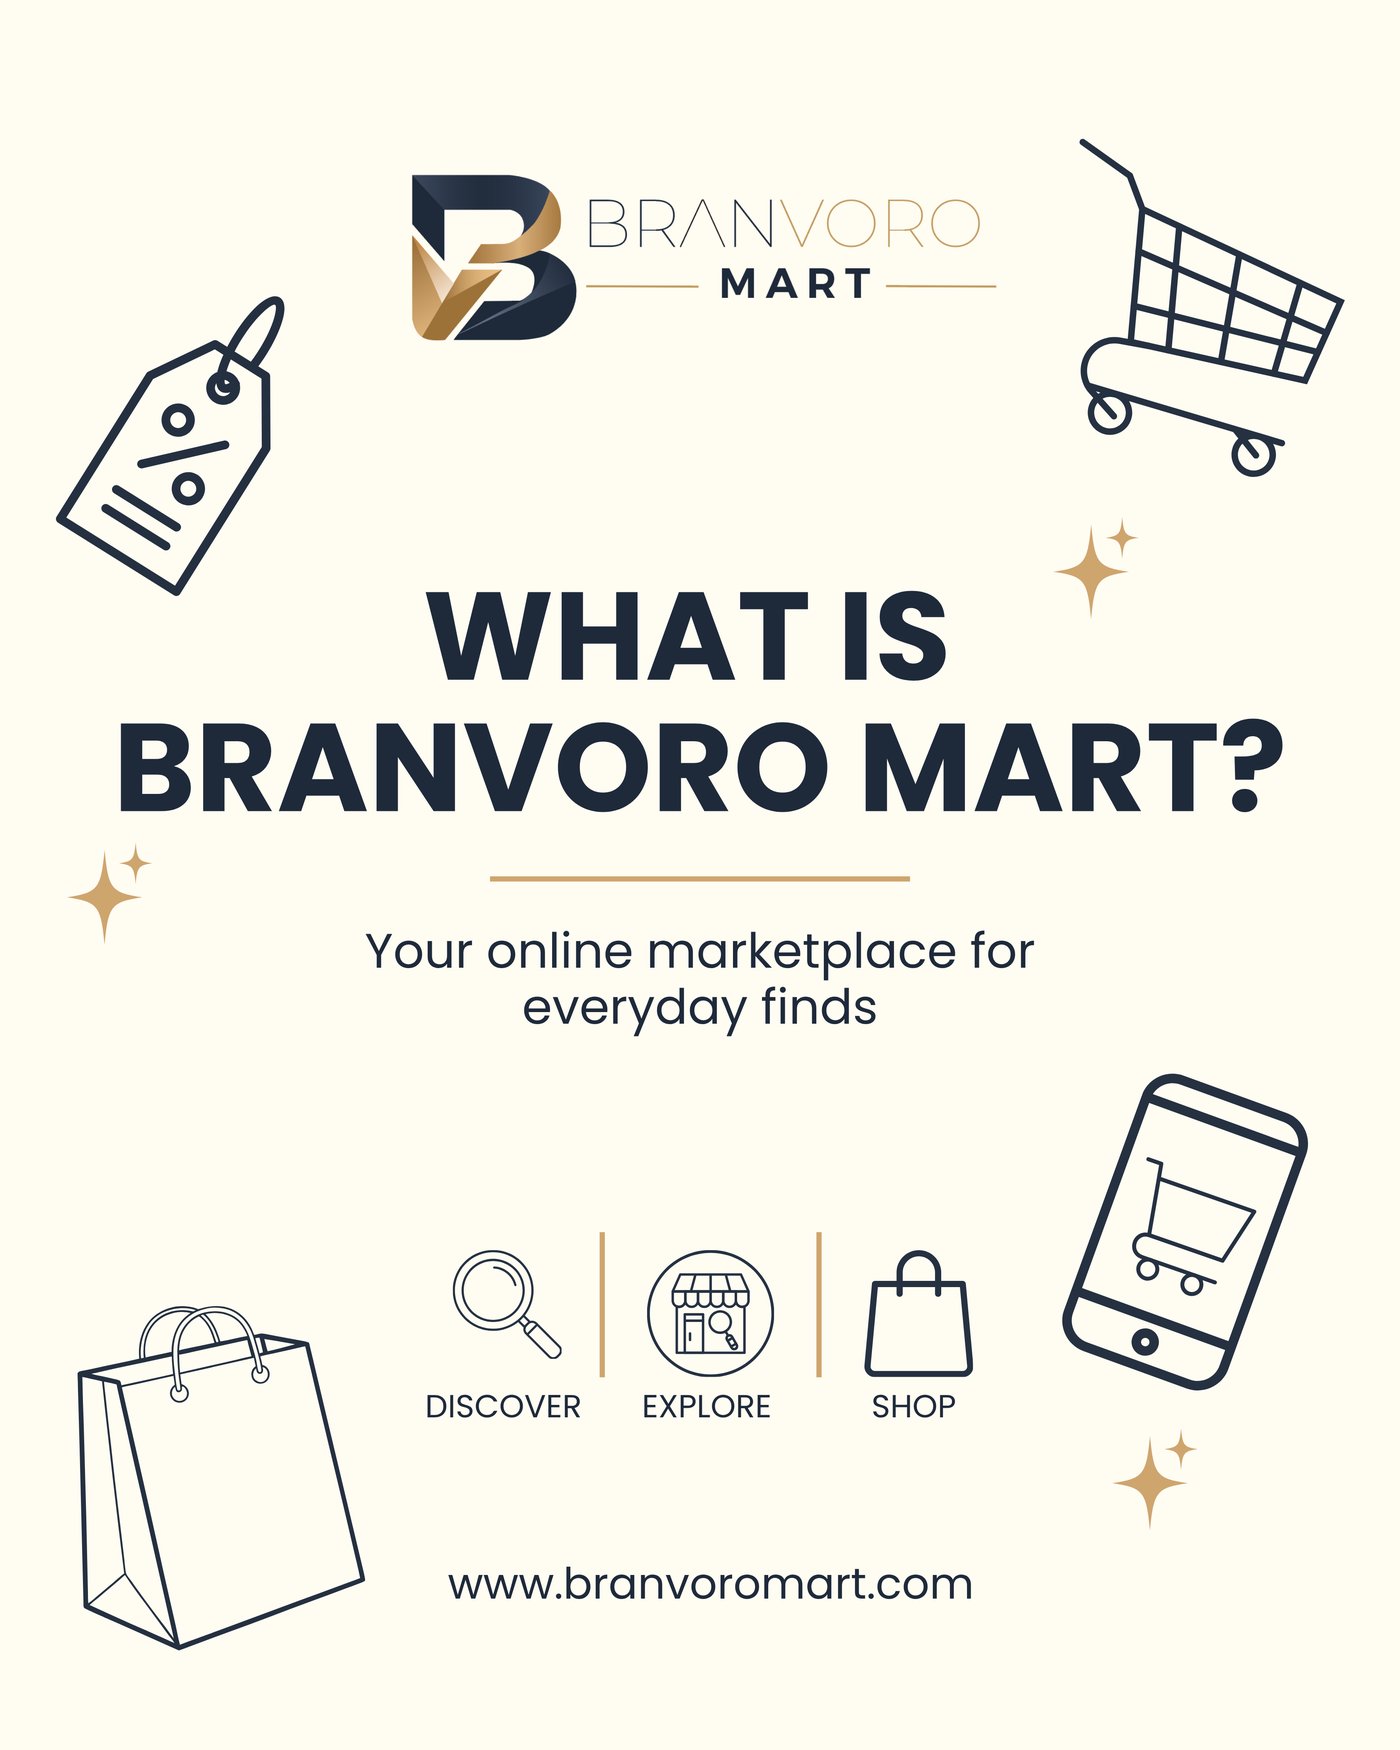 BRANVORO
MART
WHAT IS
BRANVORO MART?
Your online marketplace for
everyday finds
DISCOVER
EXPLORE
SHOP
www.branvoromart.com